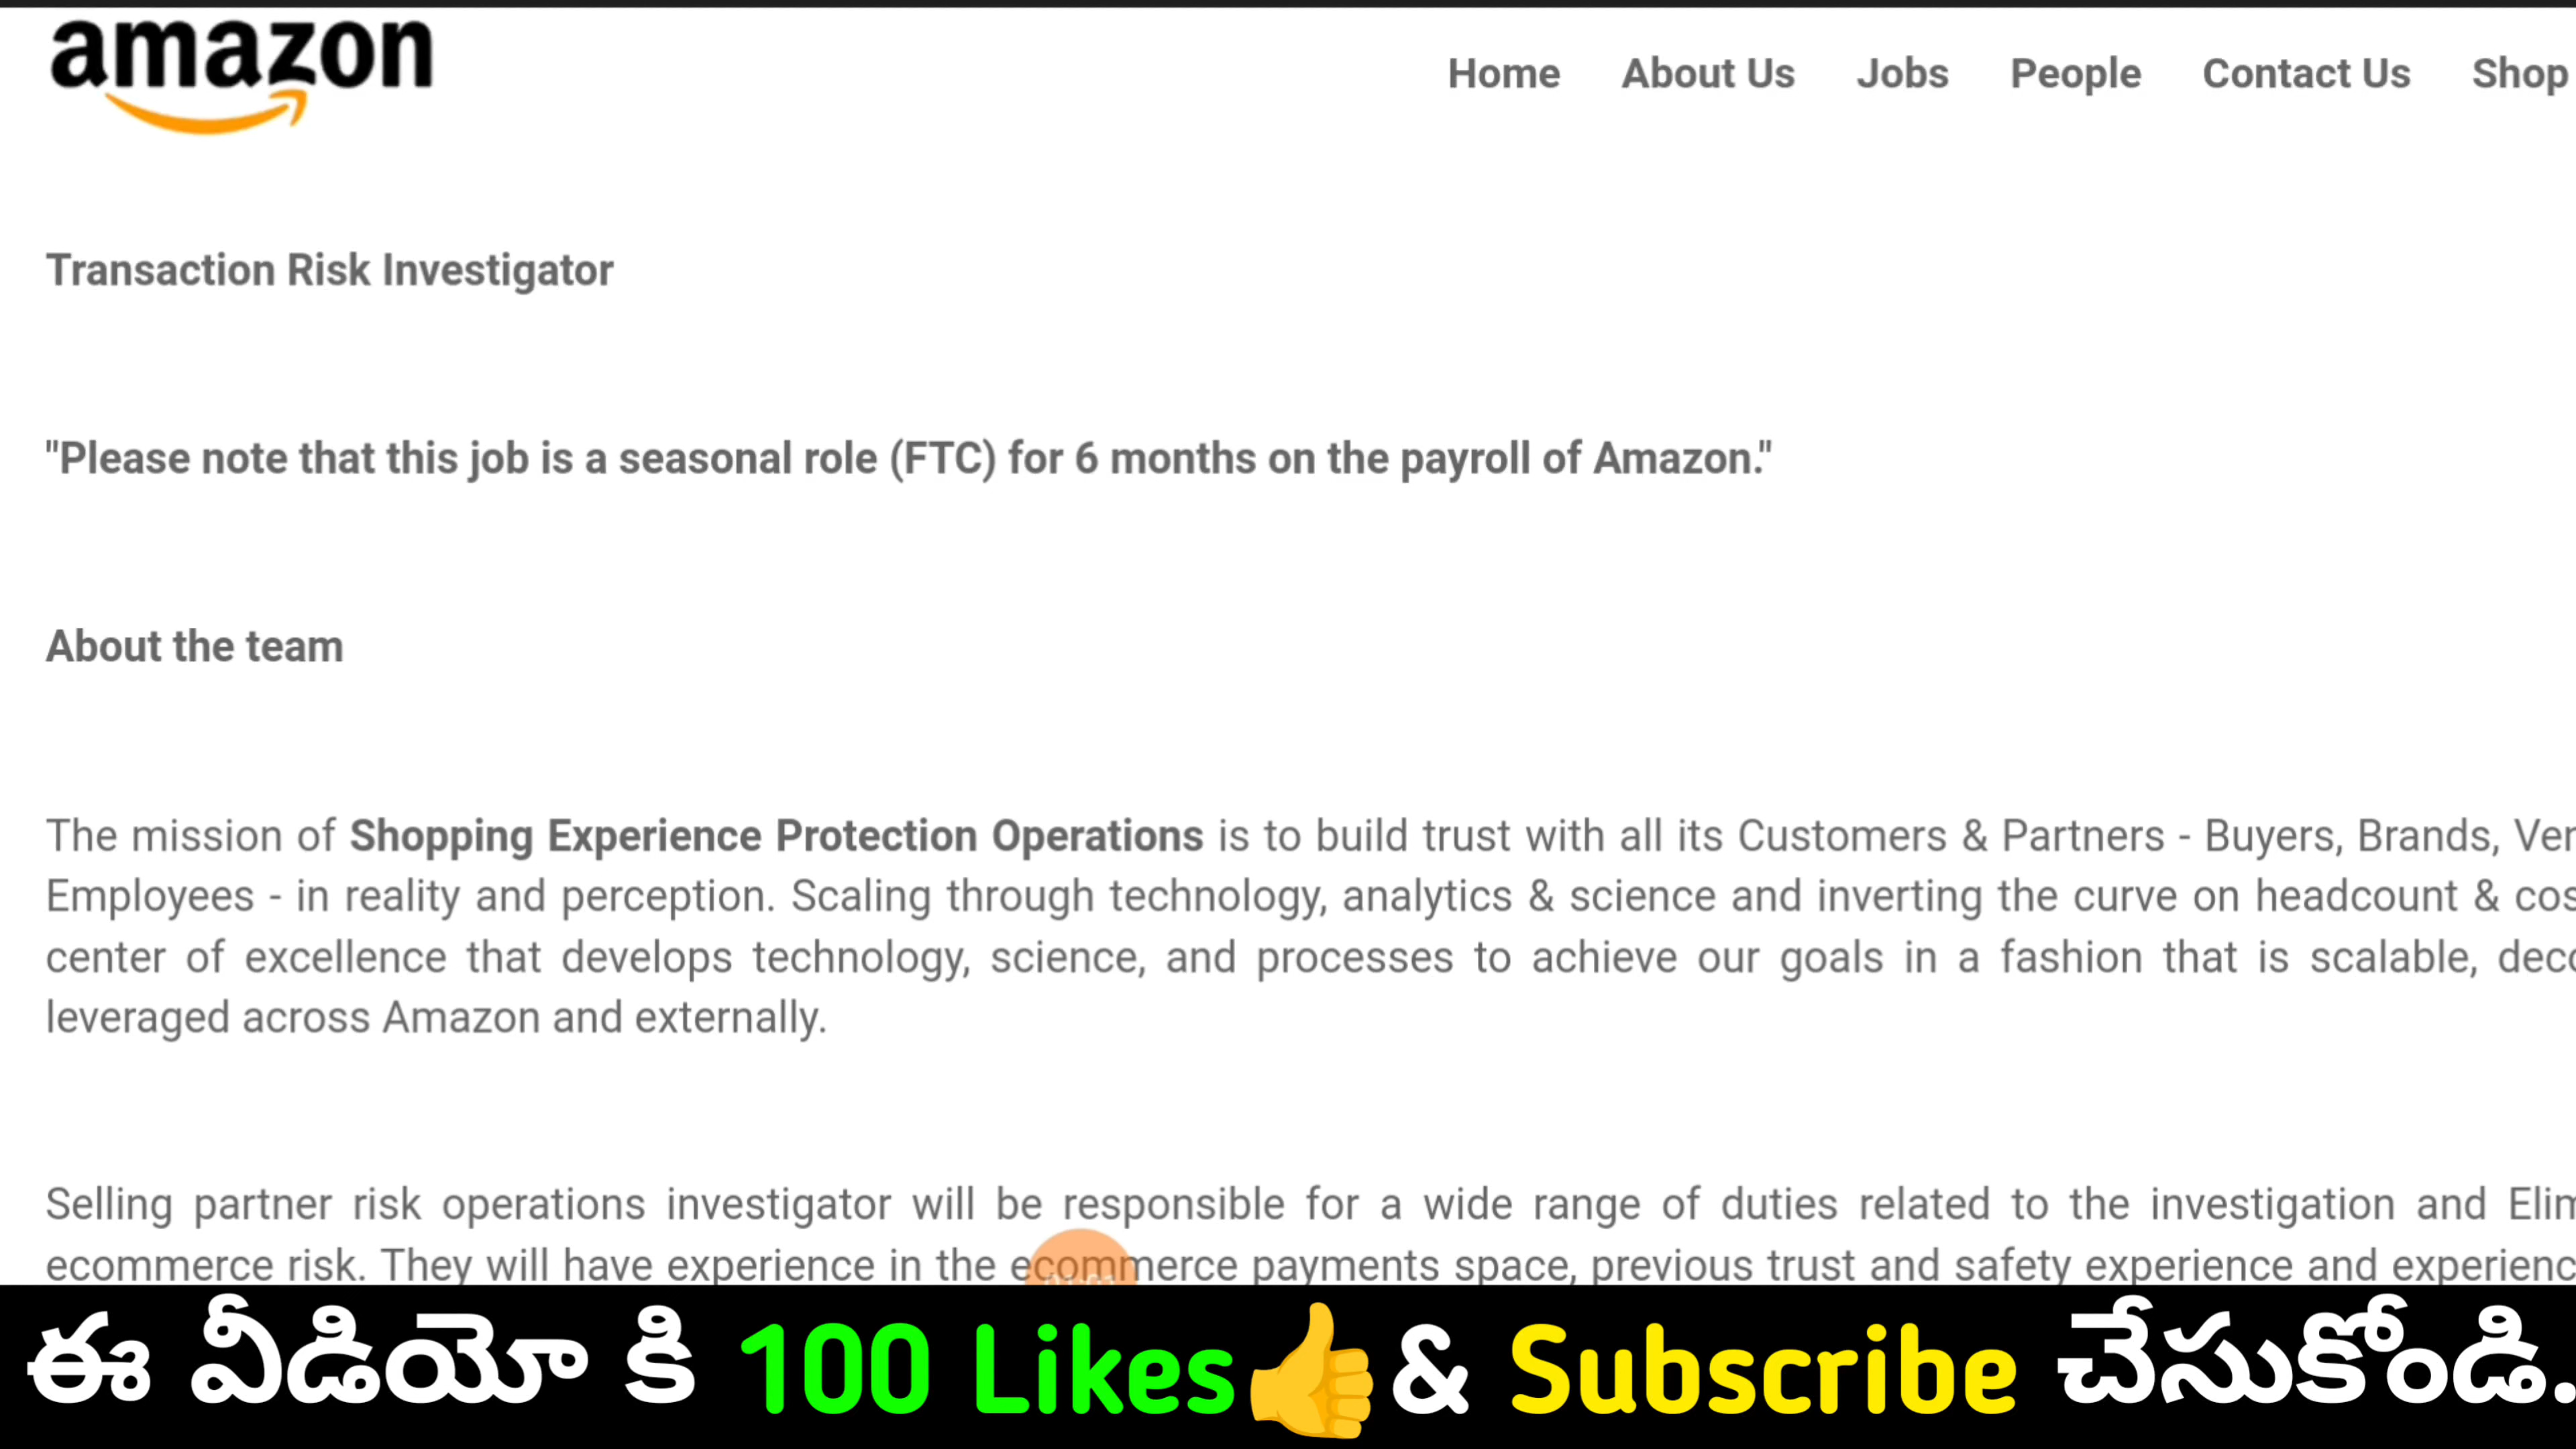 amazon
Home About Us Jobs People Contact Us Shop
Transaction Risk Investigator
"Please note that this job is a seasonal role (FTC) for 6 months on the payroll of Amazon."
About the team
The mission of Shopping Experience Protection Operations is to build trust with all its Customers & Partners - Buyers, Brands,
Employees - in reality and perception. Scaling through technology, analytics & science and inverting the curve on headcount &
center of excellence that develops technology, science, and processes to achieve our goals in a fashion that is scalable,
leveraged across Amazon and externally.
Selling partner risk operations investigator will be responsible for a wide range of duties related to the investigation and
ecommerce risk. They will have experience in the ecommerce payments space, previous trust and safety experience and
ఈ వీడియో కి 100 Likes👍& Subscribe చేసుకోండి.